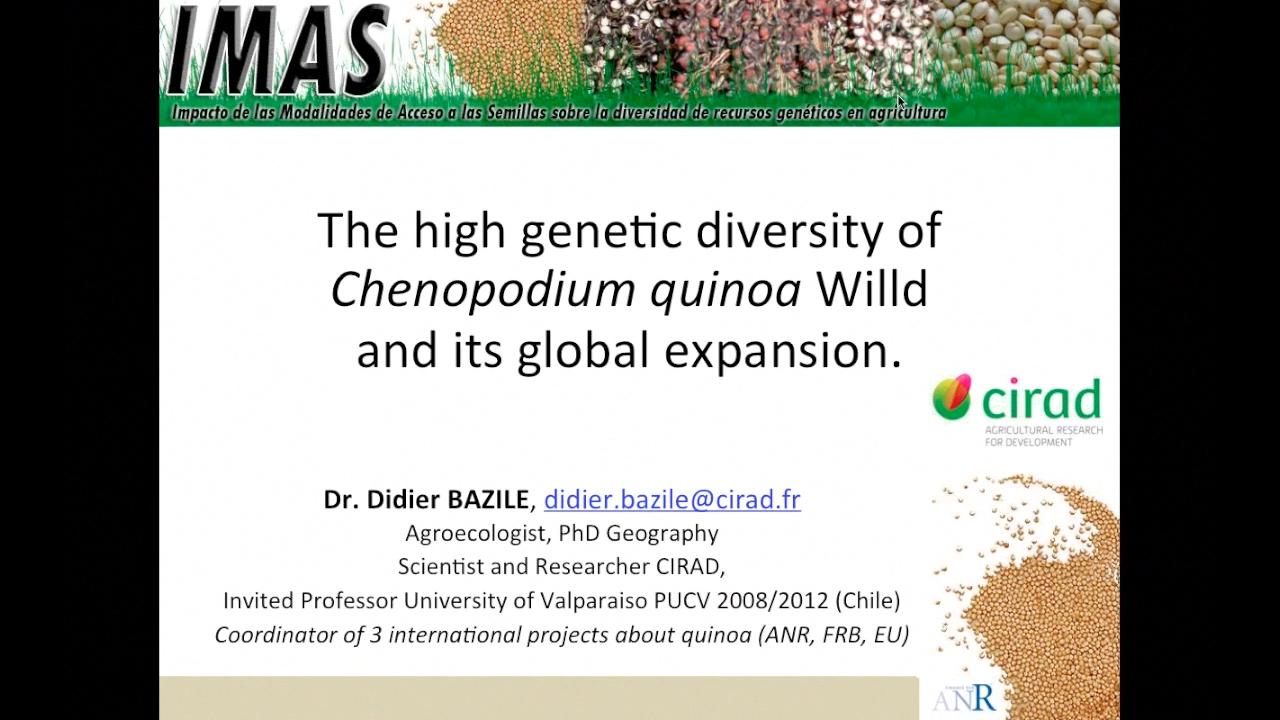 IMAS
Impacto de las Modalidades de Acceso a las Semillas sobre la diversidad de recursos genéticos en agricultura
The high genetic diversity of
Chenopodium quinoa Willd
and its global expansion.
cirad
AGRICULTURAL RESEARCH
FOR DEVELOPMENT
Dr. Didier BAZILE, didier.bazile@cirad.fr
Agroecologist, PhD Geography
Scientist and Researcher CIRAD,
Invited Professor University of Valparaiso PUCV 2008/2012 (Chile)
Coordinator of 3 international projects about quinoa (ANR, FRB, EU)
ANR